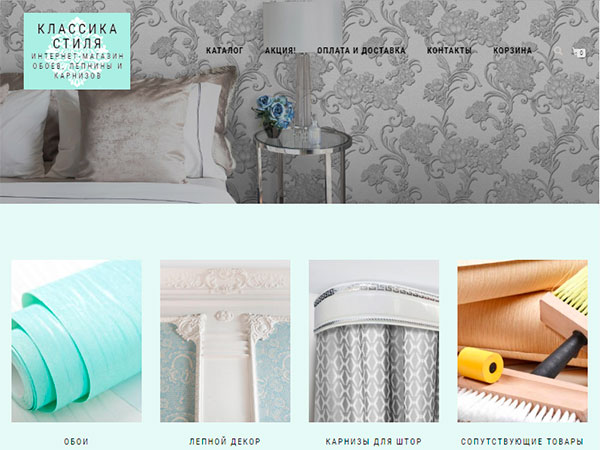 КЛАССИКА
СТИЛЯ
ИНТЕРНЕТ-МАГАЗИН
ОБОЕВ, ЛЕПНИНЫ И
КАРНИЗОВ
КАТАЛОГ АКЦИЯ! ОПЛАТА И ДОСТАВКА КОНТАКТЫ КОРЗИНА 0
ОБОИ ЛЕПНОЙ ДЕКОР КАРНИЗЫ ДЛЯ ШТОР СОПУТСТВУЮЩИЕ ТОВАРЫ